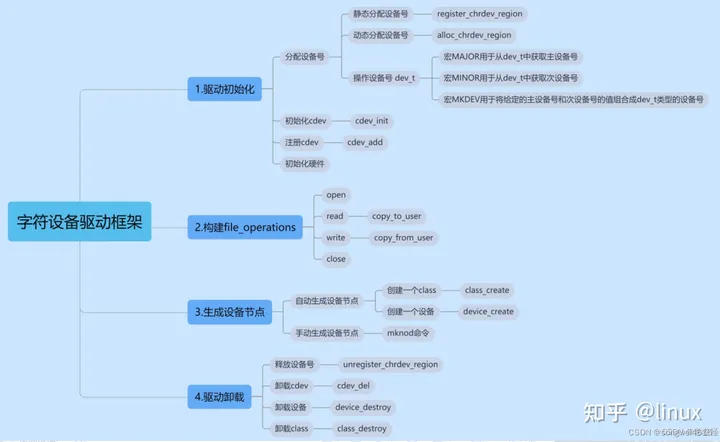 字符设备驱动框架
1.驱动初始化
分配设备号
静态分配设备号
register_chrdev_region
动态分配设备号
alloc_chrdev_region
操作设备号 dev_t
宏MAJOR用于从dev_t中获取主设备号
宏MINOR用于从dev_t中获取次设备号
宏MKDEV用于将给定的主设备号和次设备号的值组合成dev_t类型的设备号
初始化cdev
cdev_init
注册cdev
cdev_add
初始化硬件
2.构建file_operations
open
read
copy_to_user
write
copy_from_user
close
3.生成设备节点
自动生成设备节点
创建一个class
class_create
创建一个设备
device_create
手动生成设备节点
mknod命令
4.驱动卸载
释放设备号
unregister_chrdev_region
卸载cdev
cdev_del
卸载设备
device_destroy
卸载class
class_destroy
知乎 @linux
CSDN